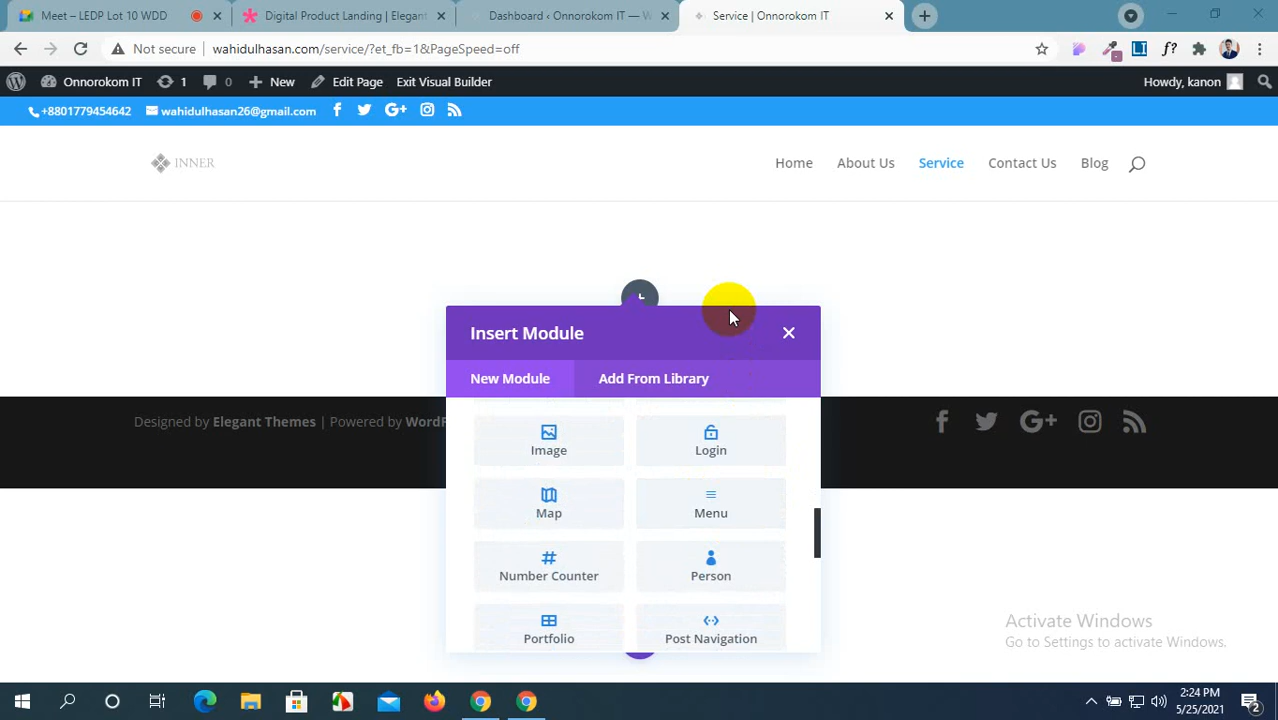 Meet – LEDP Lot 10 WDD
Digital Product Landing | Elegant
Dashboard ‹ Onnorokom IT — W
Service | Onnorokom IT
Not secure
wahidulhasan.com/service/?et_fb=1&PageSpeed=off
Onnorokom IT
1
0
New
Edit Page
Exit Visual Builder
Howdy, kanon
+8801779454642
wahidulhasan26@gmail.com
INNER
Home
About Us
Service
Contact Us
Blog
Insert Module
New Module
Add From Library
Designed by Elegant Themes | Powered by WordP
Image
Login
Map
Menu
Number Counter
Person
Portfolio
Post Navigation
Activate Windows
Go to Settings to activate Windows.
2:24 PM
5/25/2021
2